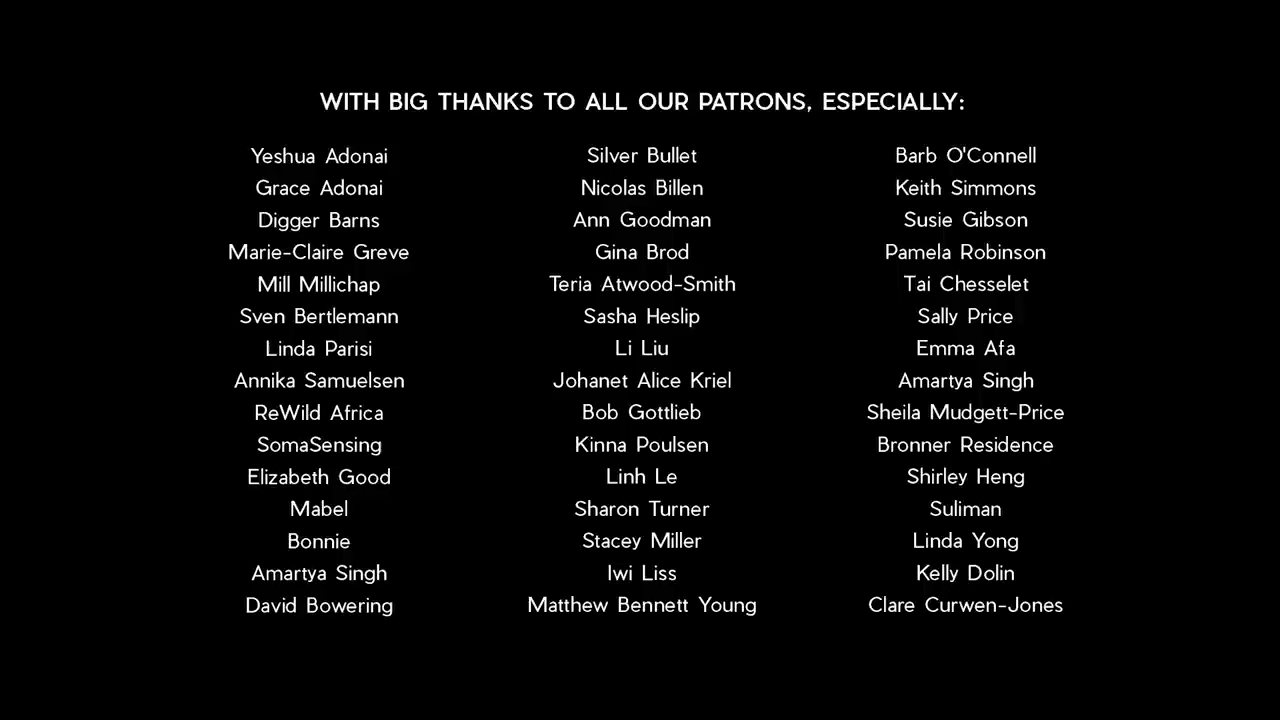 WITH BIG THANKS TO ALL OUR PATRONS, ESPECIALLY:
Yeshua Adonai
Grace Adonai
Digger Barns
Marie-Claire Greve
Mill Millichap
Sven Bertlemann
Linda Parisi
Annika Samuelsen
ReWild Africa
SomaSensing
Elizabeth Good
Mabel
Bonnie
Amartya Singh
David Bowering
Silver Bullet
Nicolas Billen
Ann Goodman
Gina Brod
Teria Atwood-Smith
Sasha Heslip
Li Liu
Johanet Alice Kriel
Bob Gottlieb
Kinna Poulsen
Linh Le
Sharon Turner
Stacey Miller
Iwi Liss
Matthew Bennett Young
Barb O'Connell
Keith Simmons
Susie Gibson
Pamela Robinson
Tai Chesselet
Sally Price
Emma Afa
Amartya Singh
Sheila Mudgett-Price
Bronner Residence
Shirley Heng
Suliman
Linda Yong
Kelly Dolin
Clare Curwen-Jones